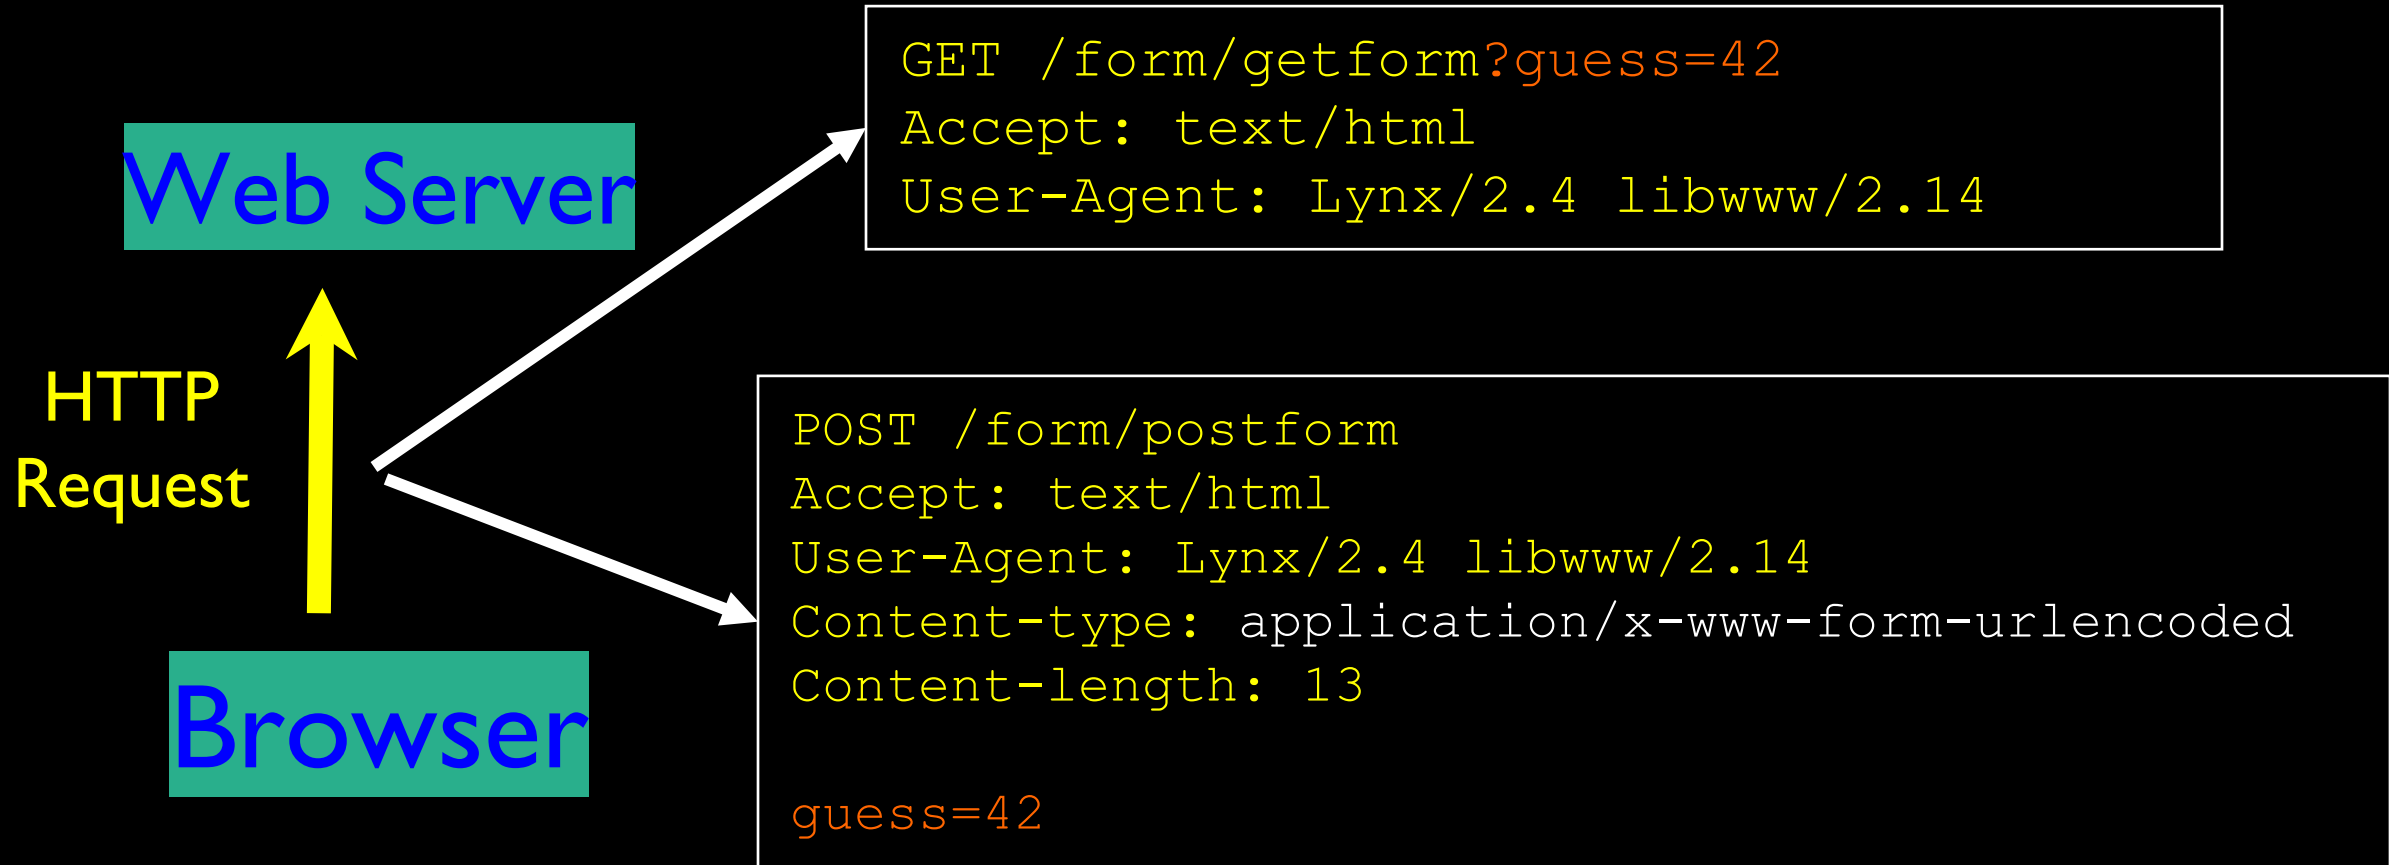 Web Server
HTTP
Request
Browser
GET /form/getform?guess=42
Accept: text/html
User-Agent: Lynx/2.4 libwww/2.14
POST /form/postform
Accept: text/html
User-Agent: Lynx/2.4 libwww/2.14
Content-type: application/x-www-form-urlencoded
Content-length: 13
guess=42